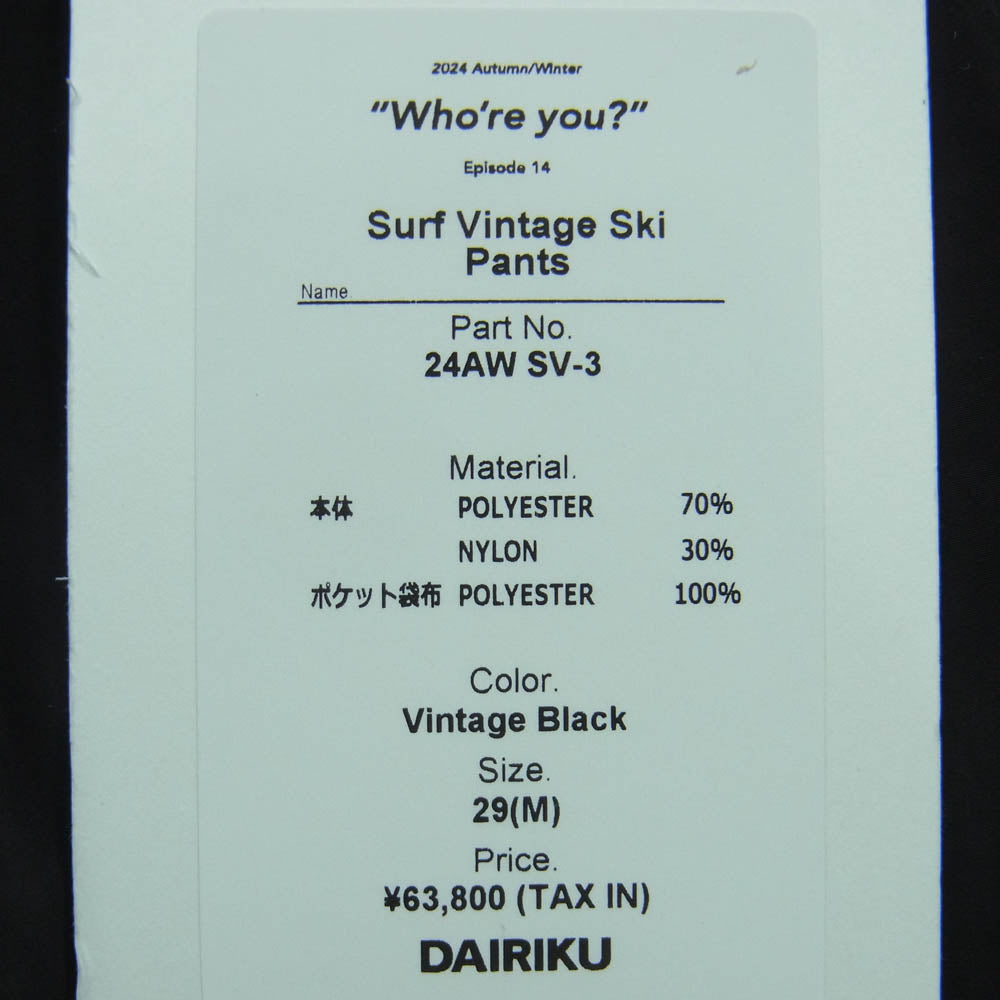 2024 Autumn/Winter
“Who're you?”
Episode 14
Surf Vintage Ski
Pants
Name.
Part No.
24AW SV-3
Material.
本体 POLYESTER 70%
NYLON 30%
ポケット袋布 POLYESTER 100%
Color.
Vintage Black
Size.
29(M)
Price.
¥63,800 (TAX IN)
DAIRIKU